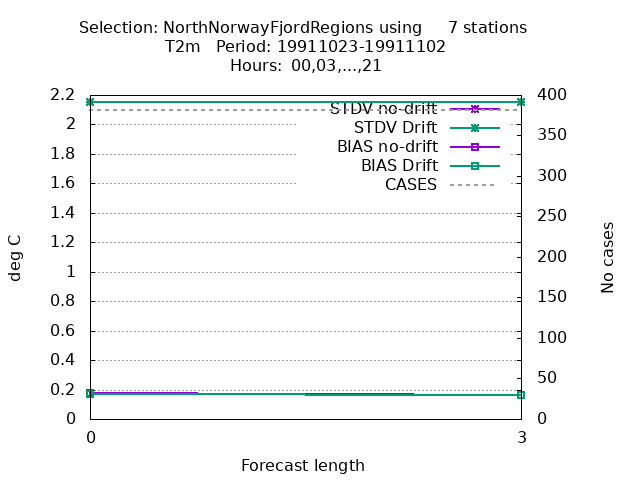 Selection: NorthNorwayFjordRegions using     7 stations
T2m   Period: 19911023-19911102
Hours:  00,03,...,21
2.2
2
1.8
1.6
1.4
1.2
1
0.8
0.6
0.4
0.2
0
deg C
STDV no-drift
STDV Drift
BIAS no-drift
BIAS Drift
CASES
400
350
300
250
200
150
100
50
0
No cases
0
3
Forecast length